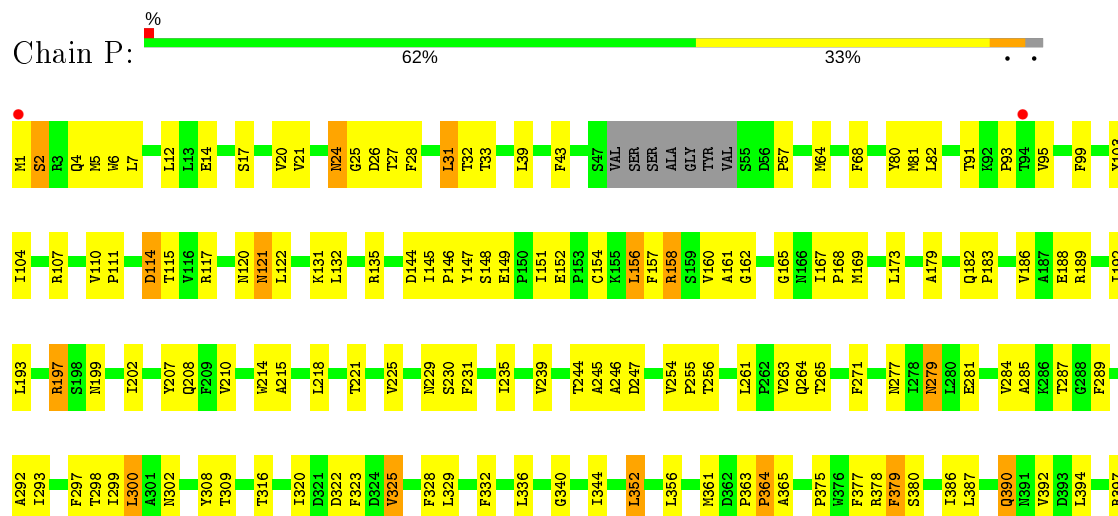 %
Chain P:
62% 33% • •
M1 S2 R3 Q4 M5 W6 L7 L12 L13 E14 S17 V20 V21 N24 G25 D26 T27 F28 L31 T32 T33 L39 F43 S47 VAL SER SER ALA GLY TYR VAL S55 D56 P57 M64 F68 Y80 M81 L82 T91 K92 P93 T94 V95 F99 Y103
I104 R107 V110 P111 D114 T115 V116 R117 N120 N121 L122 K131 L132 R135 D144 I145 P146 Y147 S148 E149 P150 I151 E152 P153 C154 K155 L156 F157 R158 S159 V160 A161 G162 G165 N166 I167 P168 M169 L173 A179 Q182 P183 V186 A187 E188 R189 I192
L193 R197 S198 N199 I202 Y207 Q208 F209 V210 W214 A215 L218 T221 V225 N229 S230 F231 I235 V239 T244 A245 A246 D247 V254 P255 T256 L261 P262 V263 Q264 T265 F271 N277 I278 N279 L280 E281 V284 A285 K286 T287 G288 F289
A292 I293 F297 T298 I299 L300 A301 N302 Y308 T309 T316 I320 D321 D322 F323 D324 V325 F328 L329 F332 L336 G340 I344 L352 L356 M361 D362 P363 P364 A365 P375 W376 F377 R378 F379 S380 I386 L387 Q390 N391 V392 D393 L394